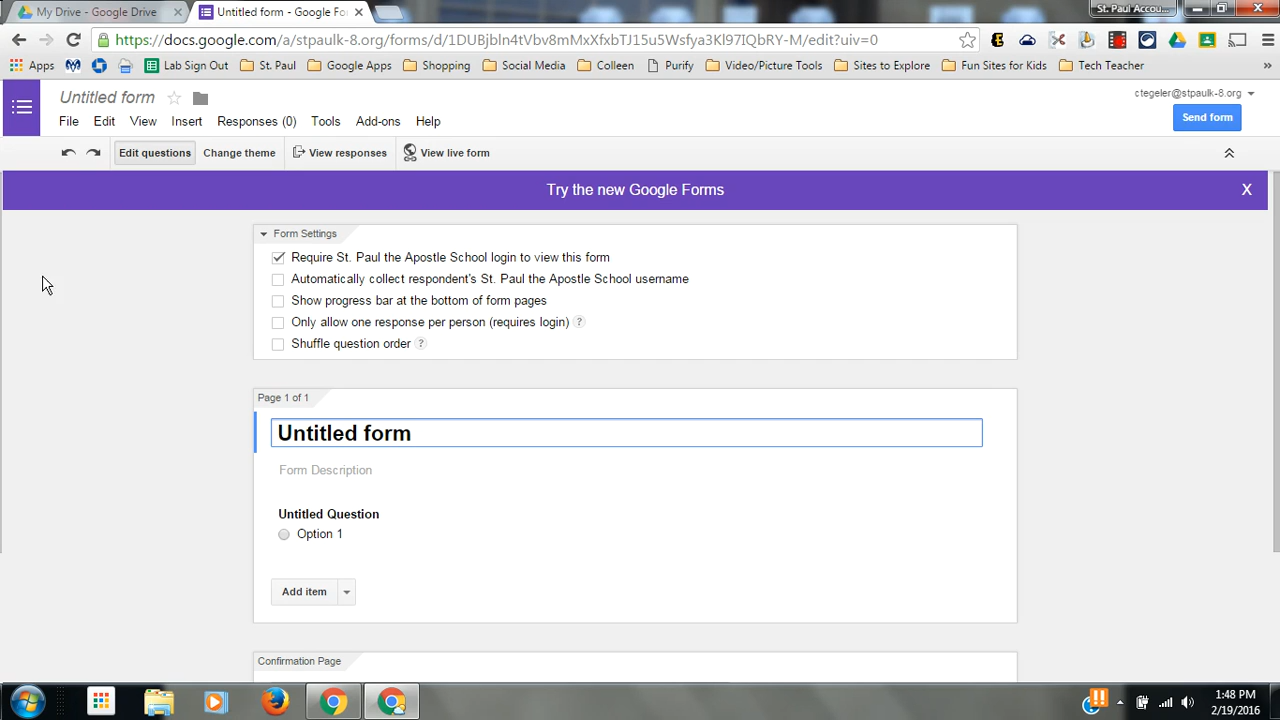 My Drive - Google Drive
Untitled form - Google Fo
St. Paul Accou...
https://docs.google.com/a/stpaulk-8.org/forms/d/1DUBjbln4tVbv8mMxXfxbTJ15u5Wsfya3Kl97IQbRY-M/edit?uiv=0
Apps
Lab Sign Out
St. Paul
Google Apps
Shopping
Social Media
Colleen
Purify
Video/Picture Tools
Sites to Explore
Fun Sites for Kids
Tech Teacher
Untitled form
ctegeler@stpaulk-8.org
File Edit View Insert Responses (0) Tools Add-ons Help
Send form
Edit questions Change theme View responses View live form
Try the new Google Forms X
Form Settings
Require St. Paul the Apostle School login to view this form
Automatically collect respondent's St. Paul the Apostle School username
Show progress bar at the bottom of form pages
Only allow one response per person (requires login) ?
Shuffle question order ?
Page 1 of 1
Untitled form
Form Description
Untitled Question
Option 1
Add item
Confirmation Page
1:48 PM
2/19/2016